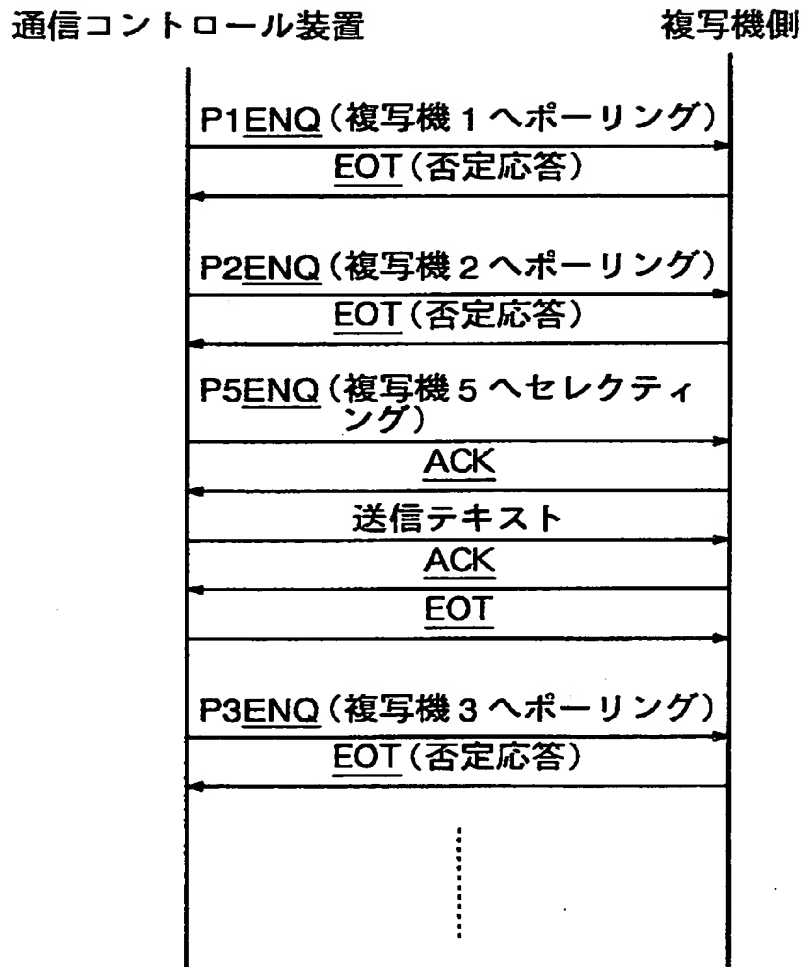 通信コントロール装置 複写機側
P1ENQ(複写機1へポーリング)
EOT(否定応答)
P2ENQ(複写機2へポーリング)
EOT(否定応答)
P5ENQ(複写機5へセレクティ
ング)
ACK
送信テキスト
ACK
EOT
P3ENQ(複写機3へポーリング)
EOT(否定応答)